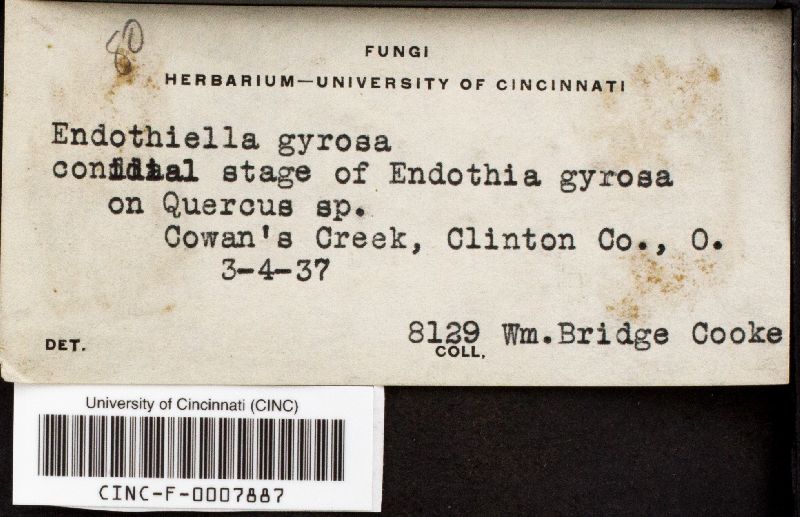 80
FUNGI
HERBARIUM—UNIVERSITY OF CINCINNATI
Endothiella gyrosa
conidial stage of Endothia gyrosa
on Quercus sp.
Cowan's Creek, Clinton Co., O.
3-4-37
8129 Wm.Bridge Cooke
DET.
COLL.
University of Cincinnati (CINC)
CINC-F-0007887